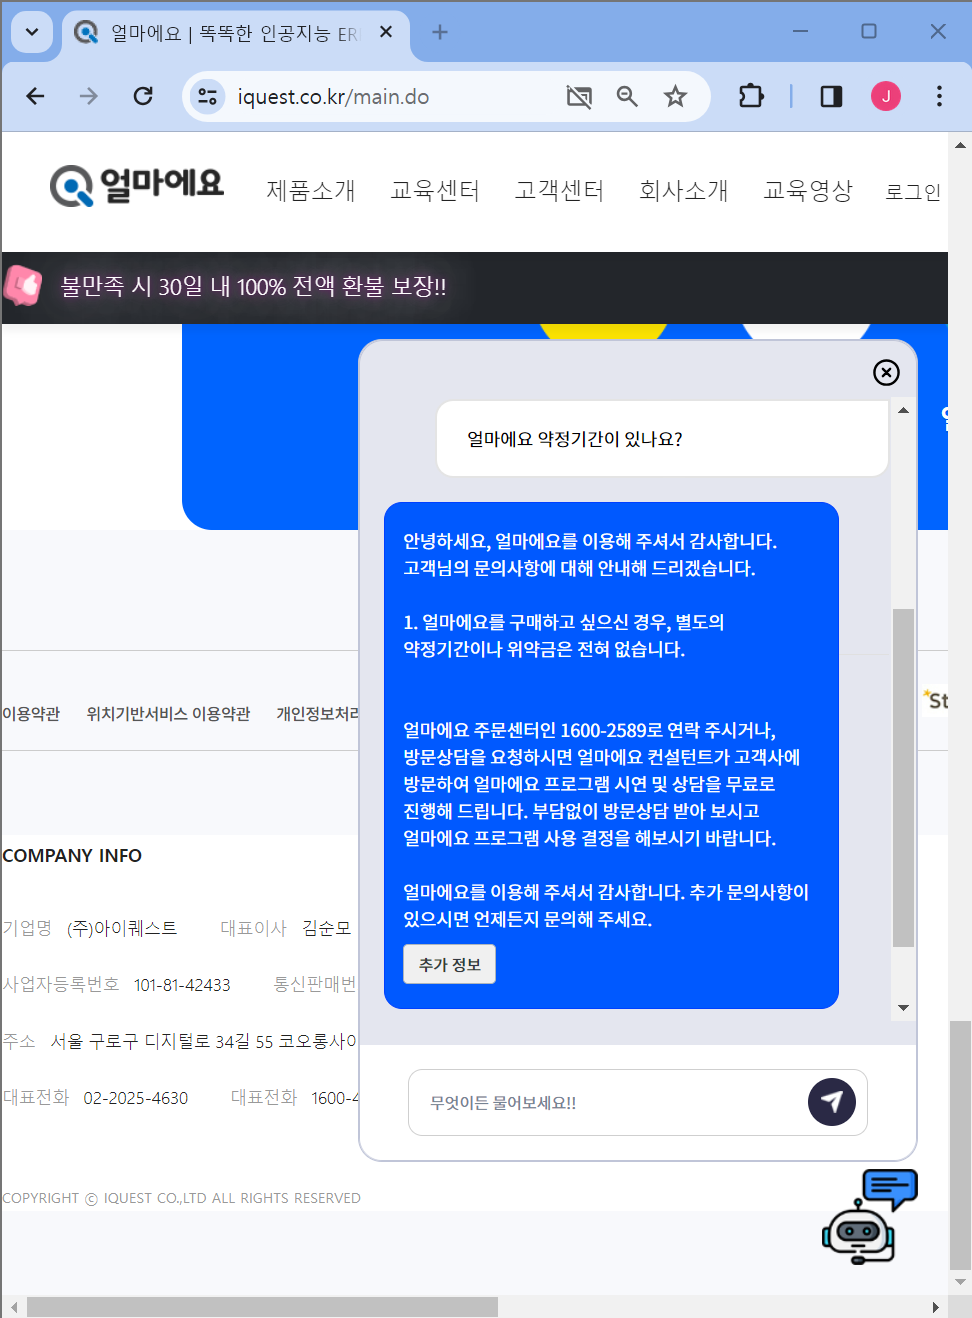 얼마에요 | 똑똑한 인공지능 ER
iquest.co.kr/main.do
J
얼마에요
제품소개 교육센터 고객센터 회사소개 교육영상 로그인
불만족 시 30일 내 100% 전액 환불 보장!!
얼마에요 약정기간이 있나요?
안녕하세요, 얼마에요를 이용해 주셔서 감사합니다.
고객님의 문의사항에 대해 안내해 드리겠습니다.
1. 얼마에요를 구매하고 싶으신 경우, 별도의
약정기간이나 위약금은 전혀 없습니다.
얼마에요 주문센터인 1600-2589로 연락 주시거나,
방문상담을 요청하시면 얼마에요 컨설턴트가 고객사에
방문하여 얼마에요 프로그램 시연 및 상담을 무료로
진행해 드립니다. 부담없이 방문상담 받아 보시고
얼마에요 프로그램 사용 결정을 해보시기 바랍니다.
얼마에요를 이용해 주셔서 감사합니다. 추가 문의사항이
있으시면 언제든지 문의해 주세요.
추가 정보
무엇이든 물어보세요!!
이용약관 위치기반서비스 이용약관 개인정보처리
*St
COMPANY INFO
기업명 (주)아이퀘스트 대표이사 김순모
사업자등록번호 101-81-42433 통신판매번
주소 서울 구로구 디지털로 34길 55 코오롱사이
대표전화 02-2025-4630 대표전화 1600-4
COPYRIGHT ⓒ IQUEST CO.,LTD ALL RIGHTS RESERVED